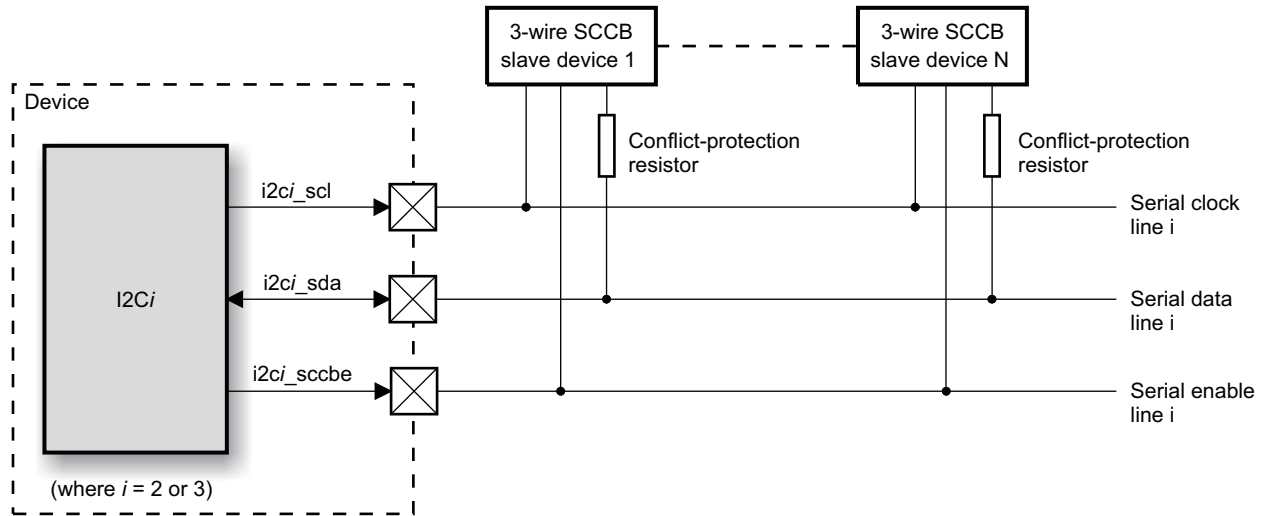 3-wire SCCB
slave device 1
3-wire SCCB
slave device N
Device
Conflict-protection
resistor
Conflict-protection
resistor
i2ci_scl
Serial clock
line i
I2Ci
i2ci_sda
Serial data
line i
i2ci_sccbe
Serial enable
line i
(where i = 2 or 3)